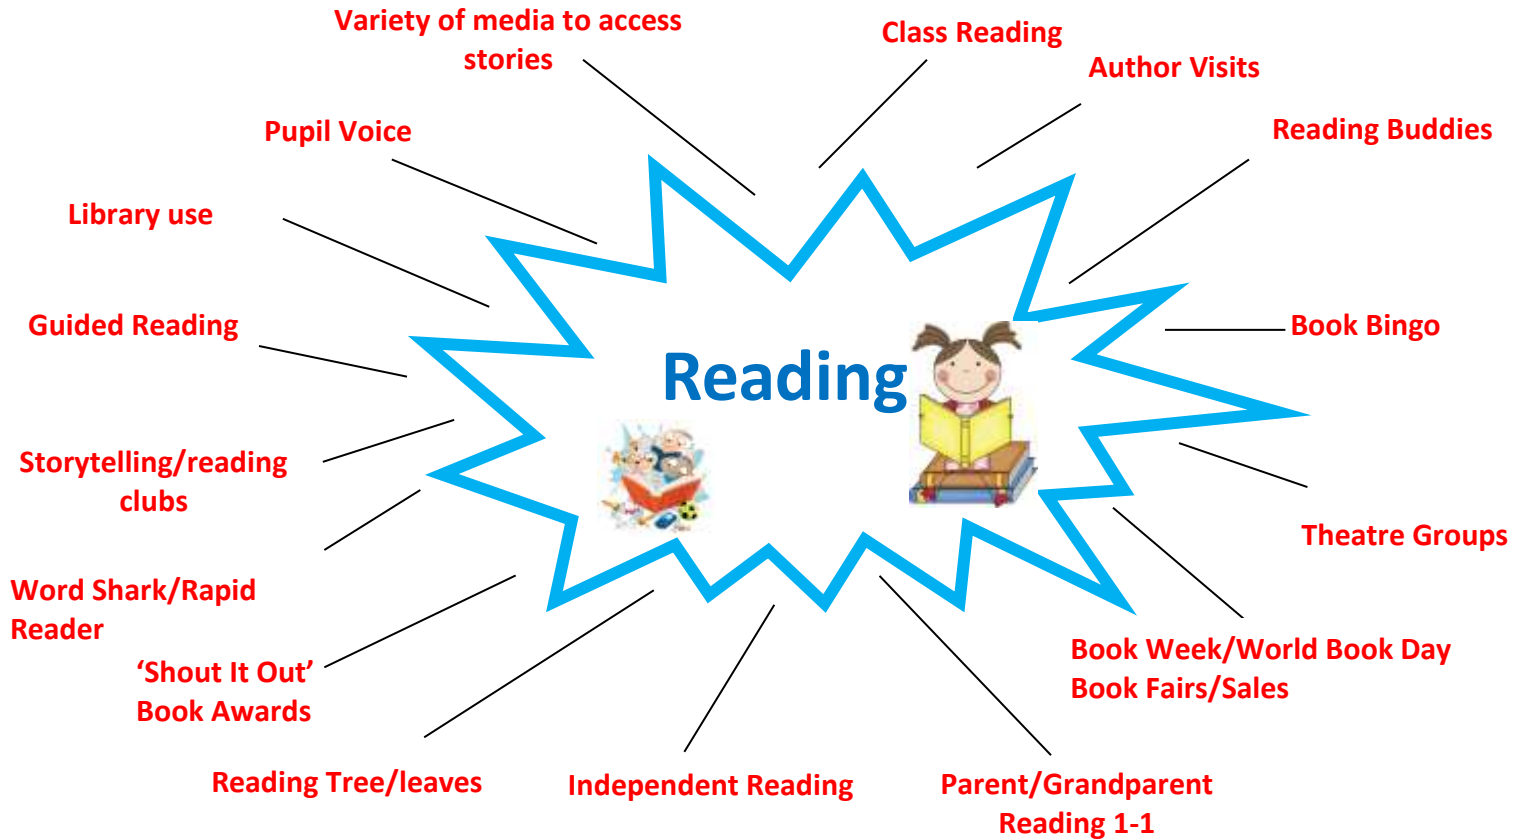 Variety of media to access
stories
Class Reading
Author Visits
Pupil Voice
Reading Buddies
Library use
Guided Reading
Book Bingo
Reading
Storytelling/reading
clubs
Theatre Groups
Word Shark/Rapid
Reader
‘Shout It Out’
Book Awards
Book Week/World Book Day
Book Fairs/Sales
Reading Tree/leaves
Independent Reading
Parent/Grandparent
Reading 1-1